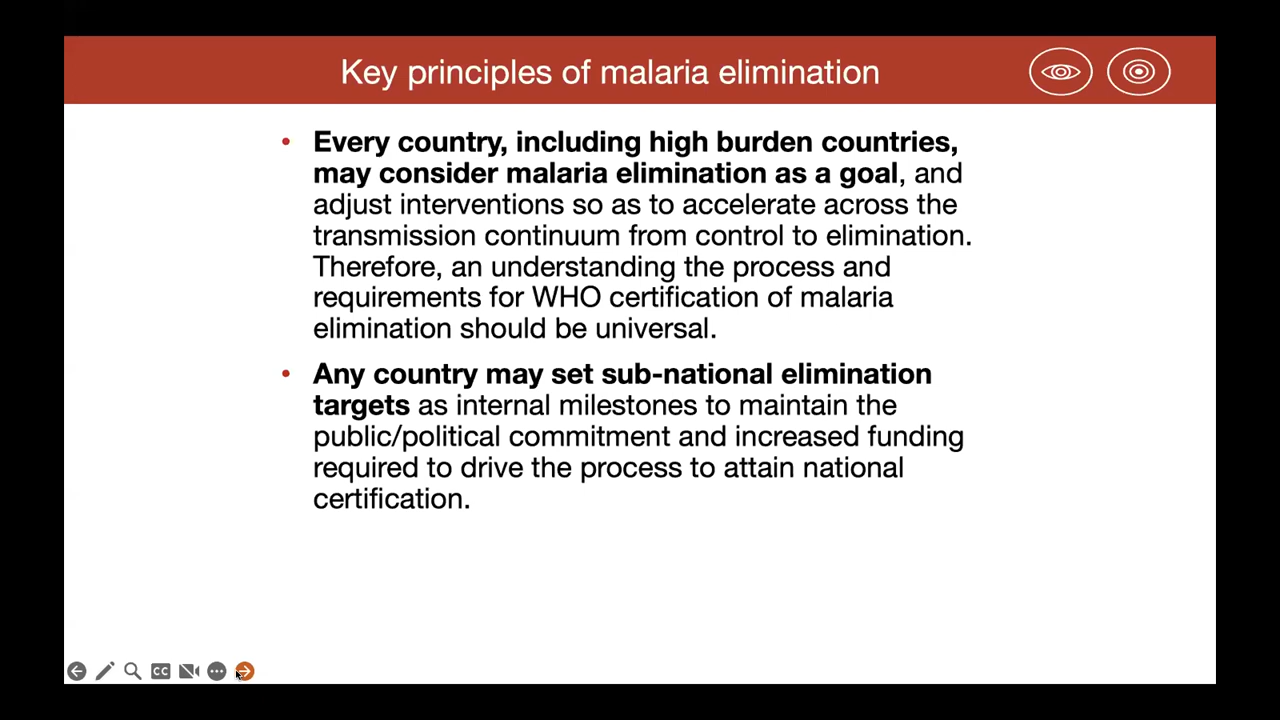 Key principles of malaria elimination
• Every country, including high burden countries,
may consider malaria elimination as a goal, and
adjust interventions so as to accelerate across the
transmission continuum from control to elimination.
Therefore, an understanding the process and
requirements for WHO certification of malaria
elimination should be universal.
• Any country may set sub-national elimination
targets as internal milestones to maintain the
public/political commitment and increased funding
required to drive the process to attain national
certification.
CC